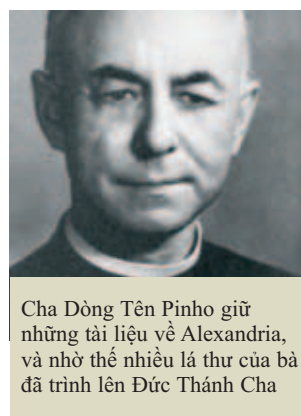 Cha Dòng Tên Pinho giữ
những tài liệu về Alexandria,
và nhờ thế nhiều lá thư của bà
đã trình lên Đức Thánh Cha